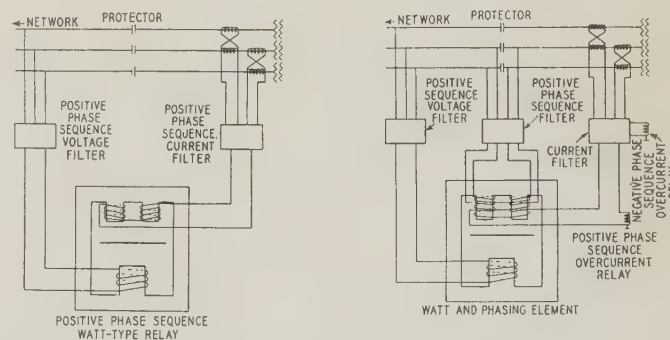 NETWORK
PROTECTOR
POSITIVE
PHASE
SEQUENCE
VOLTAGE
FILTER
POSITIVE
PHASE
SEQUENCE.
CURRENT
FILTER
POSITIVE PHASE SEQUENCE
WATT-TYPE RELAY
NETWORK
PROTECTOR
POSITIVE
SEQUENCE
VOLTAGE
FILTER
POSITIVE
PHASE
SEQUENCE
FILTER
CURRENT
FILTER
NEGATIVE PHASE
SEQUENCE
OVERCURRENT
POSITIVE PHASE
SEQUENCE
OVERCURRENT
RELAY
WATT AND PHASING ELEMENT